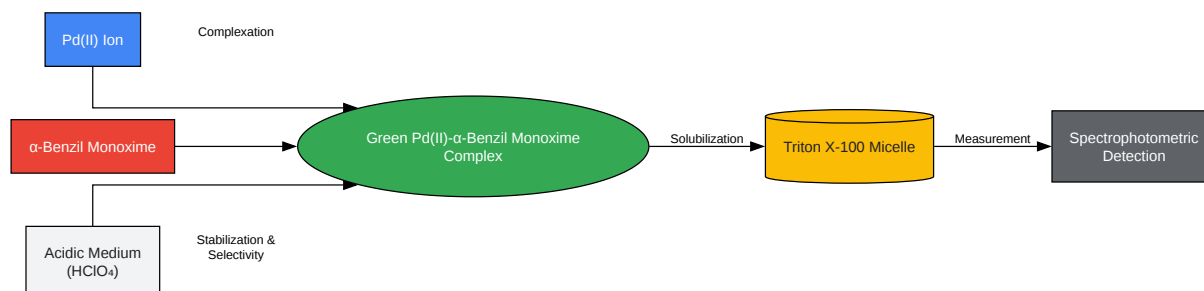 Pd(II) Ion
Complexation
α-Benzil Monoxime
Green Pd(II)-α-Benzil Monoxime
Complex
Solubilization
Triton X-100 Micelle
Measurement
Spectrophotometric
Detection
Acidic Medium
(HClO₄)
Stabilization &
Selectivity